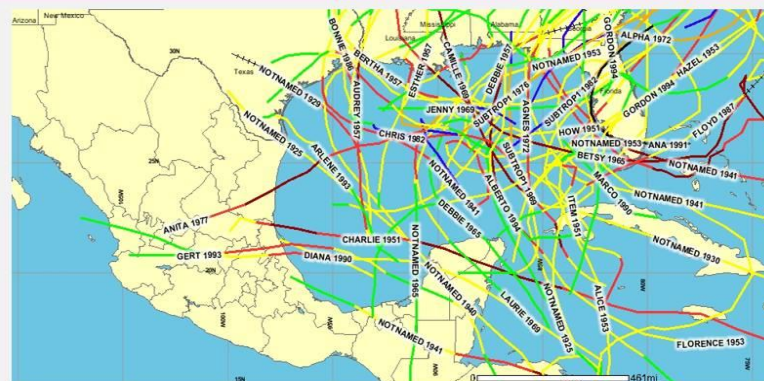 Arizona
New Mexico
Mississippi
Alabama
Georgia
Louisiana
Texas
Florida
30N
25N
20N
15N
100W
80W
BONNIE 1986
BERTHA 1957
ESTHER 1957
CAMILLE 1969
DEBBIE 1957
NOTNAMED 1953
GORDON 1994
ALPHA 1972
HAZEL 1953
NOTNAMED 1929
AUDREY 1957
JENNY 1969
SUBTROP1 1976
AGNES 1972
SUBTROP1 1982
GORDON 1994
FLOYD 1987
NOTNAMED 1925
CHRIS 1982
HOW 1951
NOTNAMED 1953
*ANA 1991*
BETSY 1965
NOTNAMED 1941
ARLENE 1993
NOTNAMED 1941
SUBTROP1 1969
ALBERTO 1994
MARCO 1990
NOTNAMED 1941
ANITA 1977
DEBBIE 1965
ITEM 1951
CHARLIE 1951
NOTNAMED 1930
GERT 1993
DIANA 1990
NOTNAMED 1965
NOTNAMED 1940
LAURIE 1969
NOTNAMED 1925
ALICE 1953
NOTNAMED 1941
FLORENCE 1953
461mi